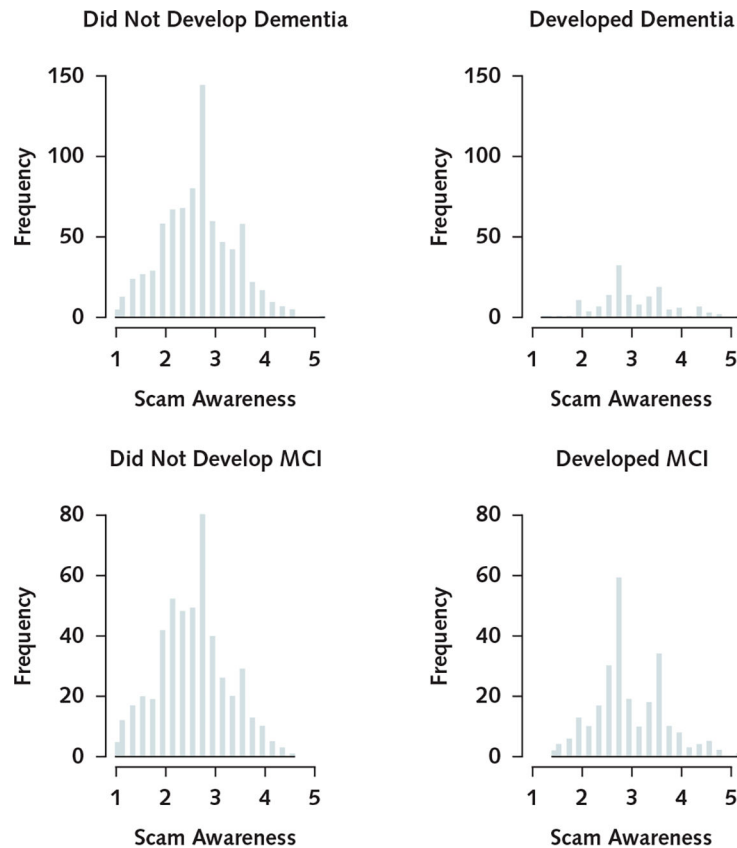 Did Not Develop Dementia
150
100
50
0
Frequency
1 2 3 4 5
Scam Awareness
Developed Dementia
150
100
50
0
Frequency
1 2 3 4 5
Scam Awareness
Did Not Develop MCI
80
60
40
20
0
Frequency
1 2 3 4 5
Scam Awareness
Developed MCI
80
60
40
20
0
Frequency
1 2 3 4 5
Scam Awareness